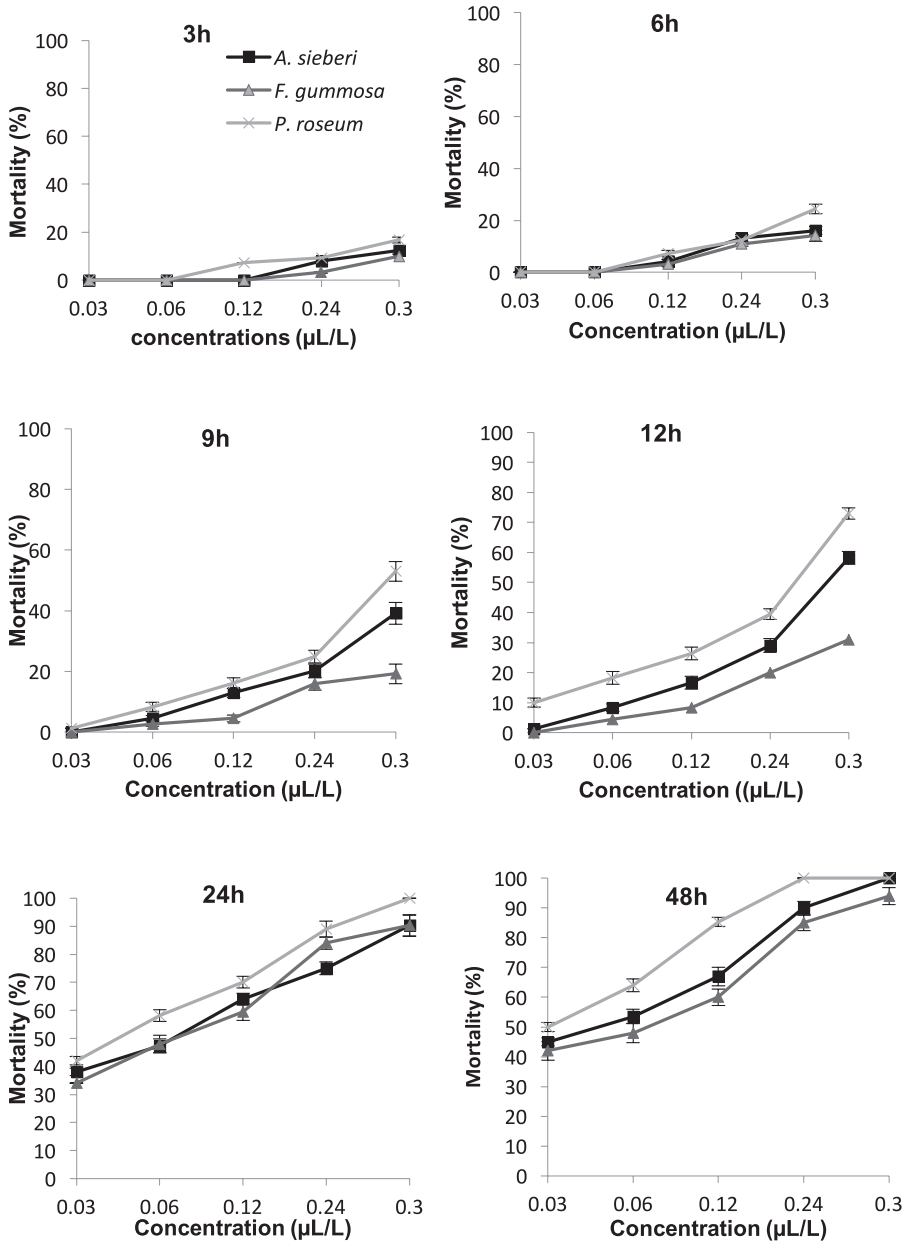 3h
100
80
60
40
20
0
Mortality (%)
A. sieberi
F. gummosa
P. roseum
0.03 0.06 0.12 0.24 0.3
concentrations (µL/L)
6h
100
80
60
40
20
0
Mortality (%)
0.03 0.06 0.12 0.24 0.3
Concentration (µL/L)
9h
100
80
60
40
20
0
Mortality (%)
0.03 0.06 0.12 0.24 0.3
Concentration (µL/L)
12h
100
90
80
70
60
50
40
30
20
10
0
Mortality (%)
0.03 0.06 0.12 0.24 0.3
Concentration ((µL/L)
24h
100
90
80
70
60
50
40
30
20
10
0
Mortality (%)
0.03 0.06 0.12 0.24 0.3
Concentration (µL/L)
48h
100
90
80
70
60
50
40
30
20
10
0
Mortality (%)
0.03 0.06 0.12 0.24 0.3
Concentration (µL/L)